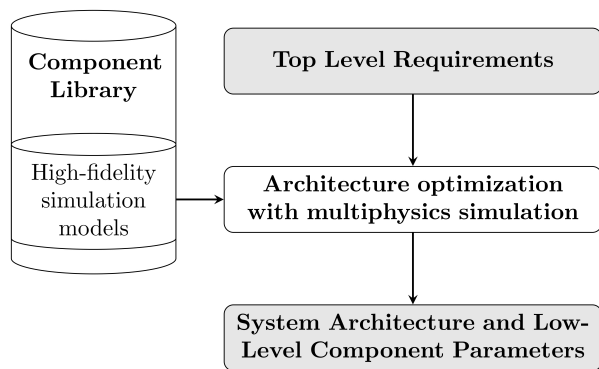 Component
Library
High-fidelity
simulation
models
Top Level Requirements
Architecture optimization
with multiphysics simulation
System Architecture and Low-
Level Component Parameters